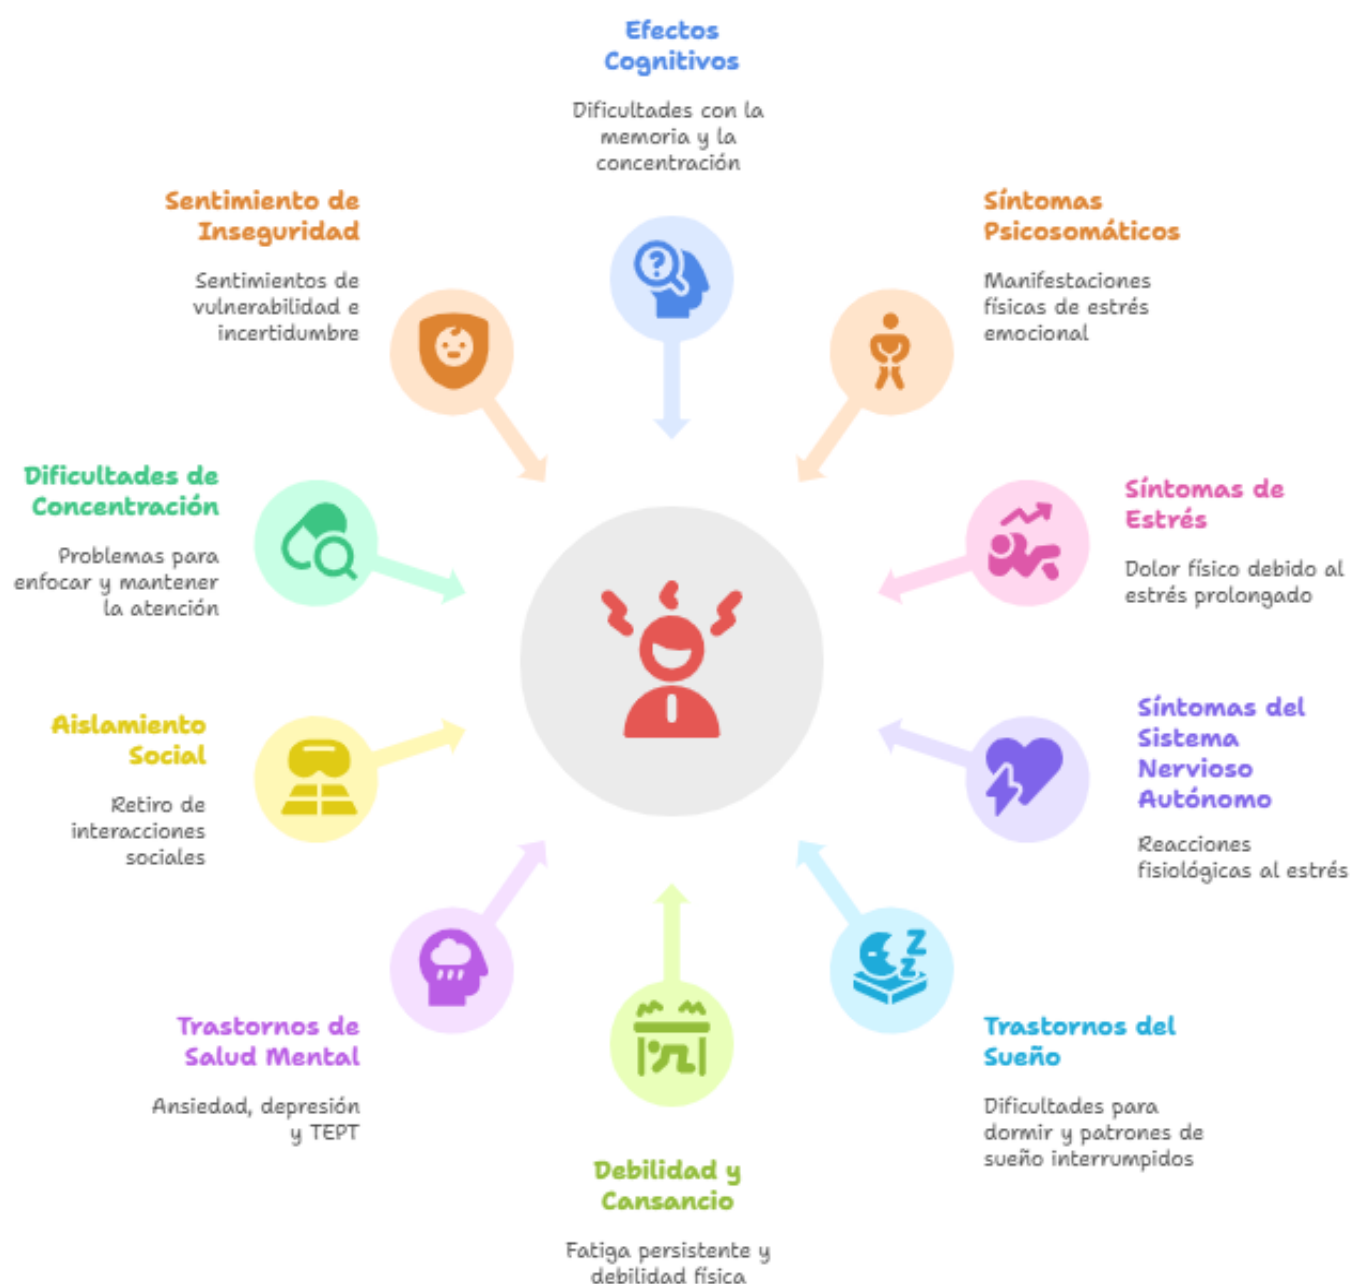 Efectos
Cognitivos
Dificultades con la
memoria y la
concentración
Síntomas
Psicosomáticos
Manifestaciones
físicas de estrés
emocional
Síntomas de
Estrés
Dolor físico debido al
estrés prolongado
Síntomas del
Sistema
Nervioso
Autónomo
Reacciones
fisiológicas al estrés
Trastornos del
Sueño
Dificultades para
dormir y patrones de
sueño interrumpidos
Debilidad y
Cansancio
Fatiga persistente y
debilidad física
Trastornos de
Salud Mental
Ansiedad, depresión
y TEPT
Aislamiento
Social
Retiro de
interacciones
sociales
Dificultades de
Concentración
Problemas para
enfocar y mantener
la atención
Sentimiento de
Inseguridad
Sentimientos de
vulnerabilidad e
incertidumbre
?
Z
Z